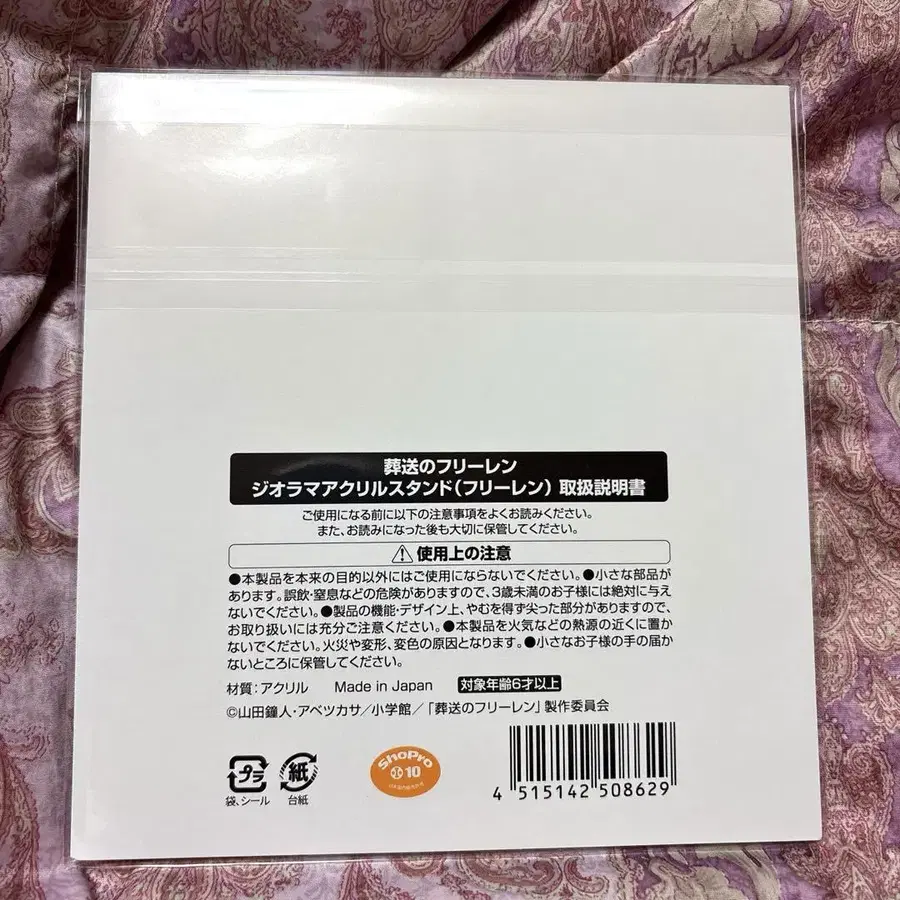 葬送のフリーレン
ジオラマアクリルスタンド(フリーレン) 取扱説明書
ご使用になる前に以下の注意事項をよくお読みください。
また、お読みになった後も大切に保管してください。
使用上の注意
●本製品を本来の目的以外にはご使用にならないでください。●小さな部品が
あります。誤飲・窒息などの危険がありますので、3歳未満のお子様には絶対に与え
ないでください。●製品の機能・デザイン上、やむを得ず尖った部分がありますので、
お取り扱いには充分ご注意ください。●本製品を火気などの熱源の近くに置か
ないでください。火災や変形、変色の原因となります。●小さなお子様の手の届か
ないところに保管してください。
材質:アクリル Made in Japan 対象年齢6才以上
©山田鐘人・アベツカサ/小学館/「葬送のフリーレン」製作委員会
プラ
袋、シール
紙
台紙
ShoPro
10
4 515142 508629